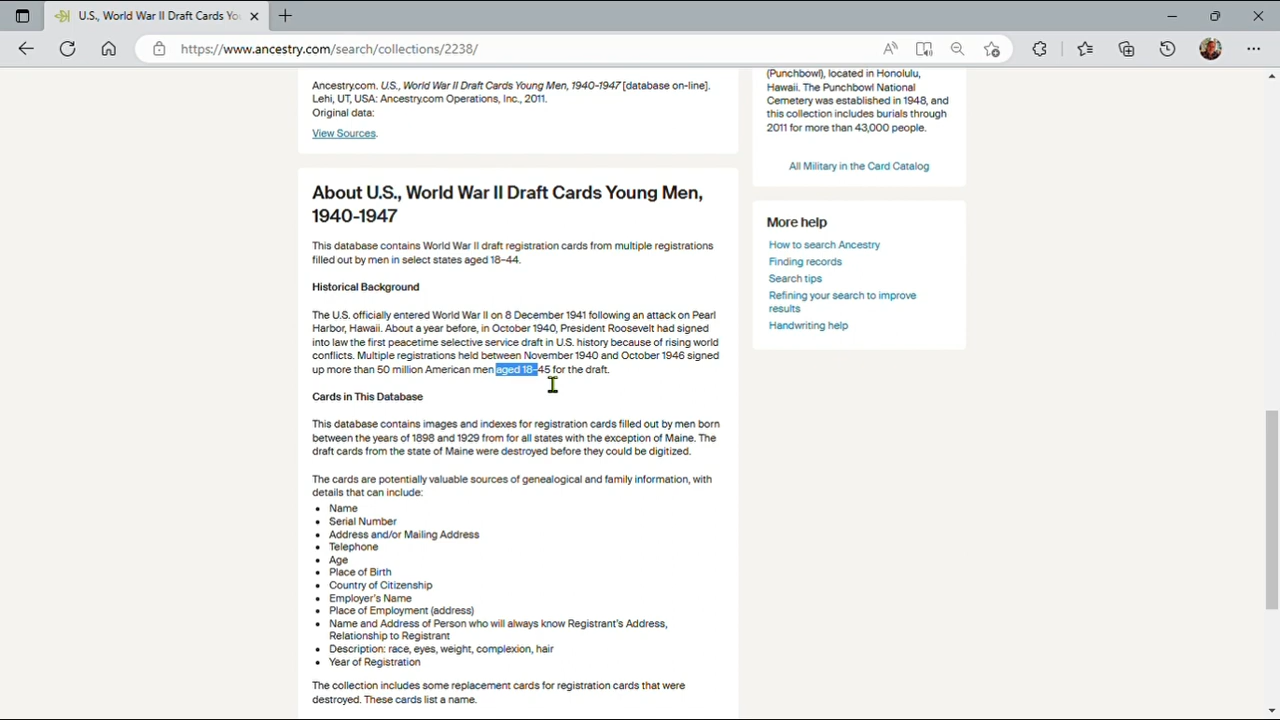 U.S., World War II Draft Cards Yo
https://www.ancestry.com/search/collections/2238/
Ancestry.com. U.S., World War II Draft Cards Young Men, 1940-1947 [database on-line].
Lehi, UT, USA: Ancestry.com Operations, Inc., 2011.
Original data:
View Sources.
About U.S., World War II Draft Cards Young Men,
1940-1947
This database contains World War II draft registration cards from multiple registrations
filled out by men in select states aged 18–44.
Historical Background
The U.S. officially entered World War II on 8 December 1941 following an attack on Pearl
Harbor, Hawaii. About a year before, in October 1940, President Roosevelt had signed
into law the first peacetime selective service draft in U.S. history because of rising world
conflicts. Multiple registrations held between November 1940 and October 1946 signed
up more than 50 million American men aged 18–45 for the draft.
Cards in This Database
This database contains images and indexes for registration cards filled out by men born
between the years of 1898 and 1929 from for all states with the exception of Maine. The
draft cards from the state of Maine were destroyed before they could be digitized.
The cards are potentially valuable sources of genealogical and family information, with
details that can include:
• Name
• Serial Number
• Address and/or Mailing Address
• Telephone
• Age
• Place of Birth
• Country of Citizenship
• Employer's Name
• Place of Employment (address)
• Name and Address of Person who will always know Registrant's Address,
Relationship to Registrant
• Description: race, eyes, weight, complexion, hair
• Year of Registration
The collection includes some replacement cards for registration cards that were
destroyed. These cards list a name.
(Punchbowl), located in Honolulu,
Hawaii. The Punchbowl National
Cemetery was established in 1948, and
this collection includes burials through
2011 for more than 43,000 people.
All Military in the Card Catalog
More help
How to search Ancestry
Finding records
Search tips
Refining your search to improve
results
Handwriting help